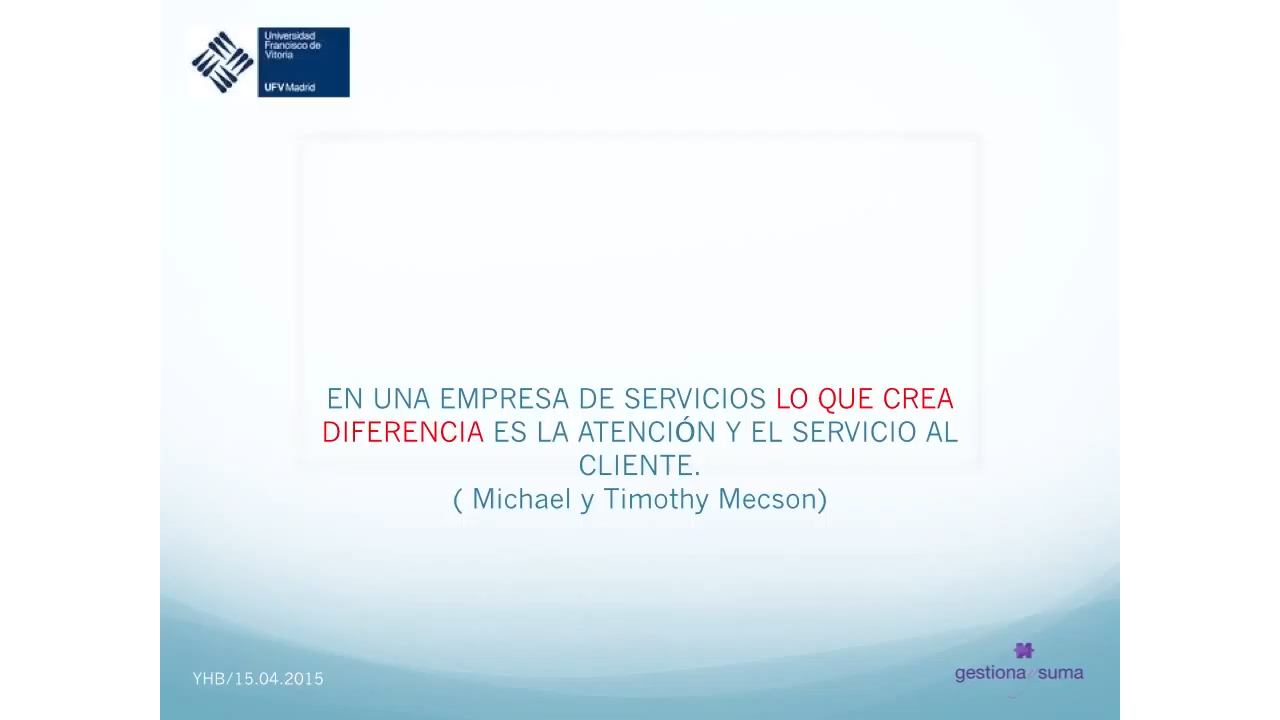 Universidad
Francisco de
Vitoria
UFV Madrid
EN UNA EMPRESA DE SERVICIOS LO QUE CREA
DIFERENCIA ES LA ATENCIÓN Y EL SERVICIO AL
CLIENTE.
( Michael y Timothy Mecson)
YHB/15.04.2015
gestiona y suma